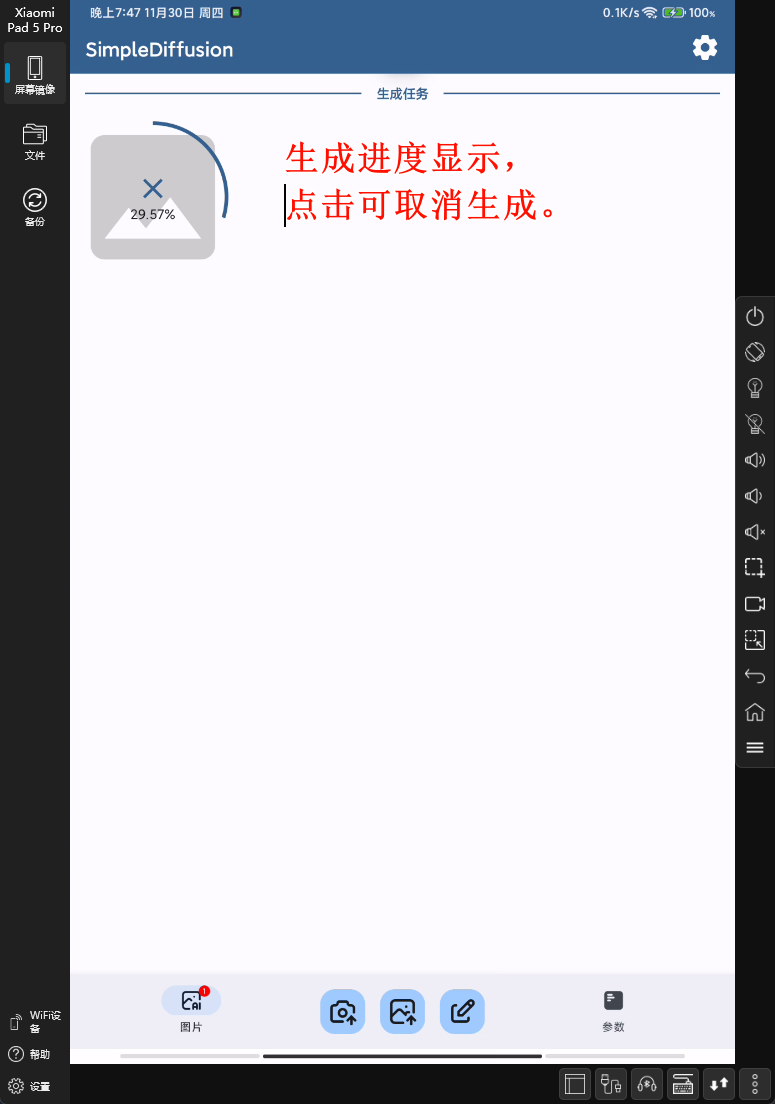 Xiaomi
Pad 5 Pro
屏幕镜像
文件
备份
晚上7:47 11月30日 周四
0.1K/s
100%
SimpleDiffusion
生成任务
29.57%
生成进度显示，
点击可取消生成。
AI
1
图片
参数
WiFi设
备
帮助
设置